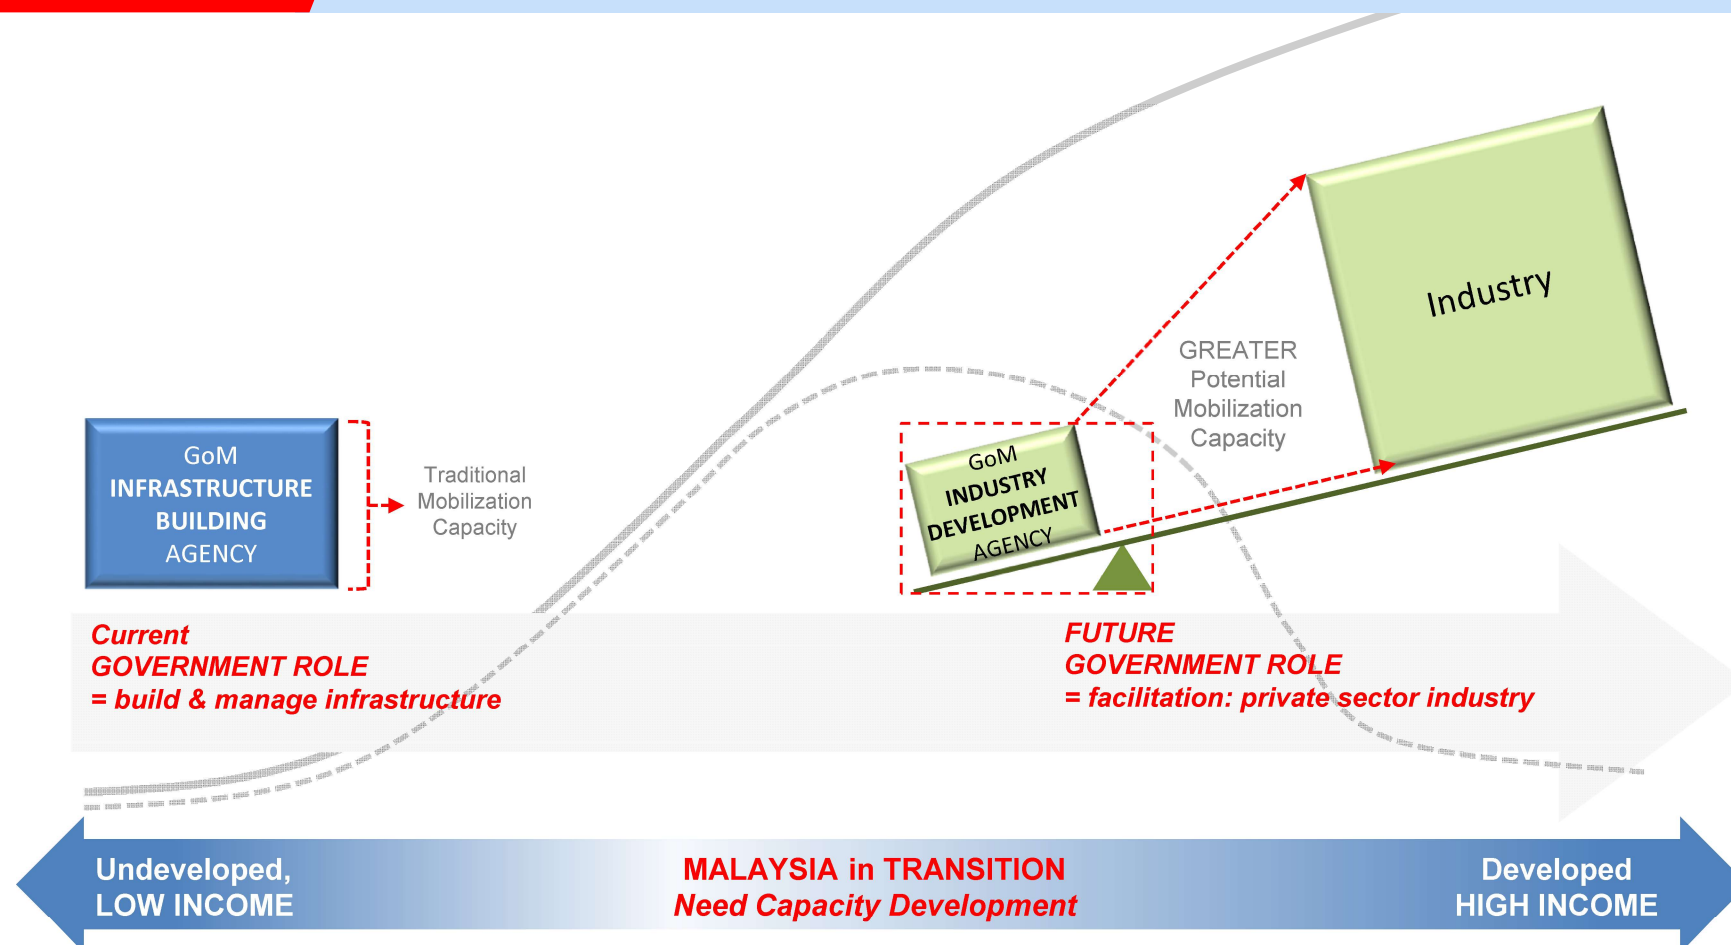 GoM
INFRASTRUCTURE
BUILDING
AGENCY
Traditional
Mobilization
Capacity
GoM
INDUSTRY
DEVELOPMENT
AGENCY
GREATER
Potential
Mobilization
Capacity
Industry
Current
GOVERNMENT ROLE
= build & manage infrastructure
FUTURE
GOVERNMENT ROLE
= facilitation: private sector industry
Undeveloped,
LOW INCOME
MALAYSIA in TRANSITION
Need Capacity Development
Developed
HIGH INCOME